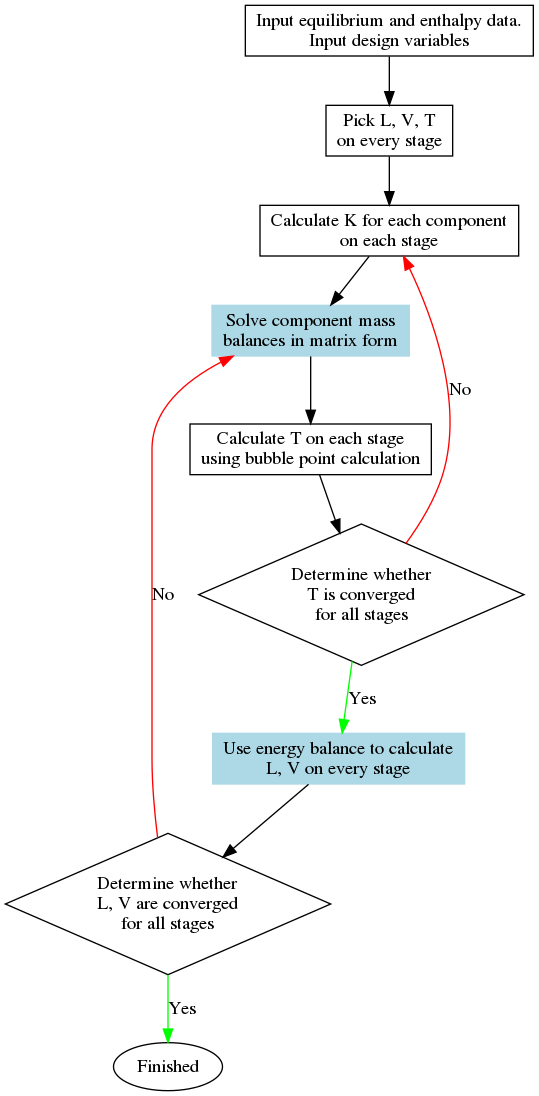 Input equilibrium and enthalpy data.
Input design variables
Pick L, V, T
on every stage
Calculate K for each component
on each stage
Solve component mass
balances in matrix form
No
Calculate T on each stage
using bubble point calculation
Determine whether
T is converged
for all stages
No
Yes
Use energy balance to calculate
L, V on every stage
Determine whether
L, V are converged
for all stages
Yes
Finished